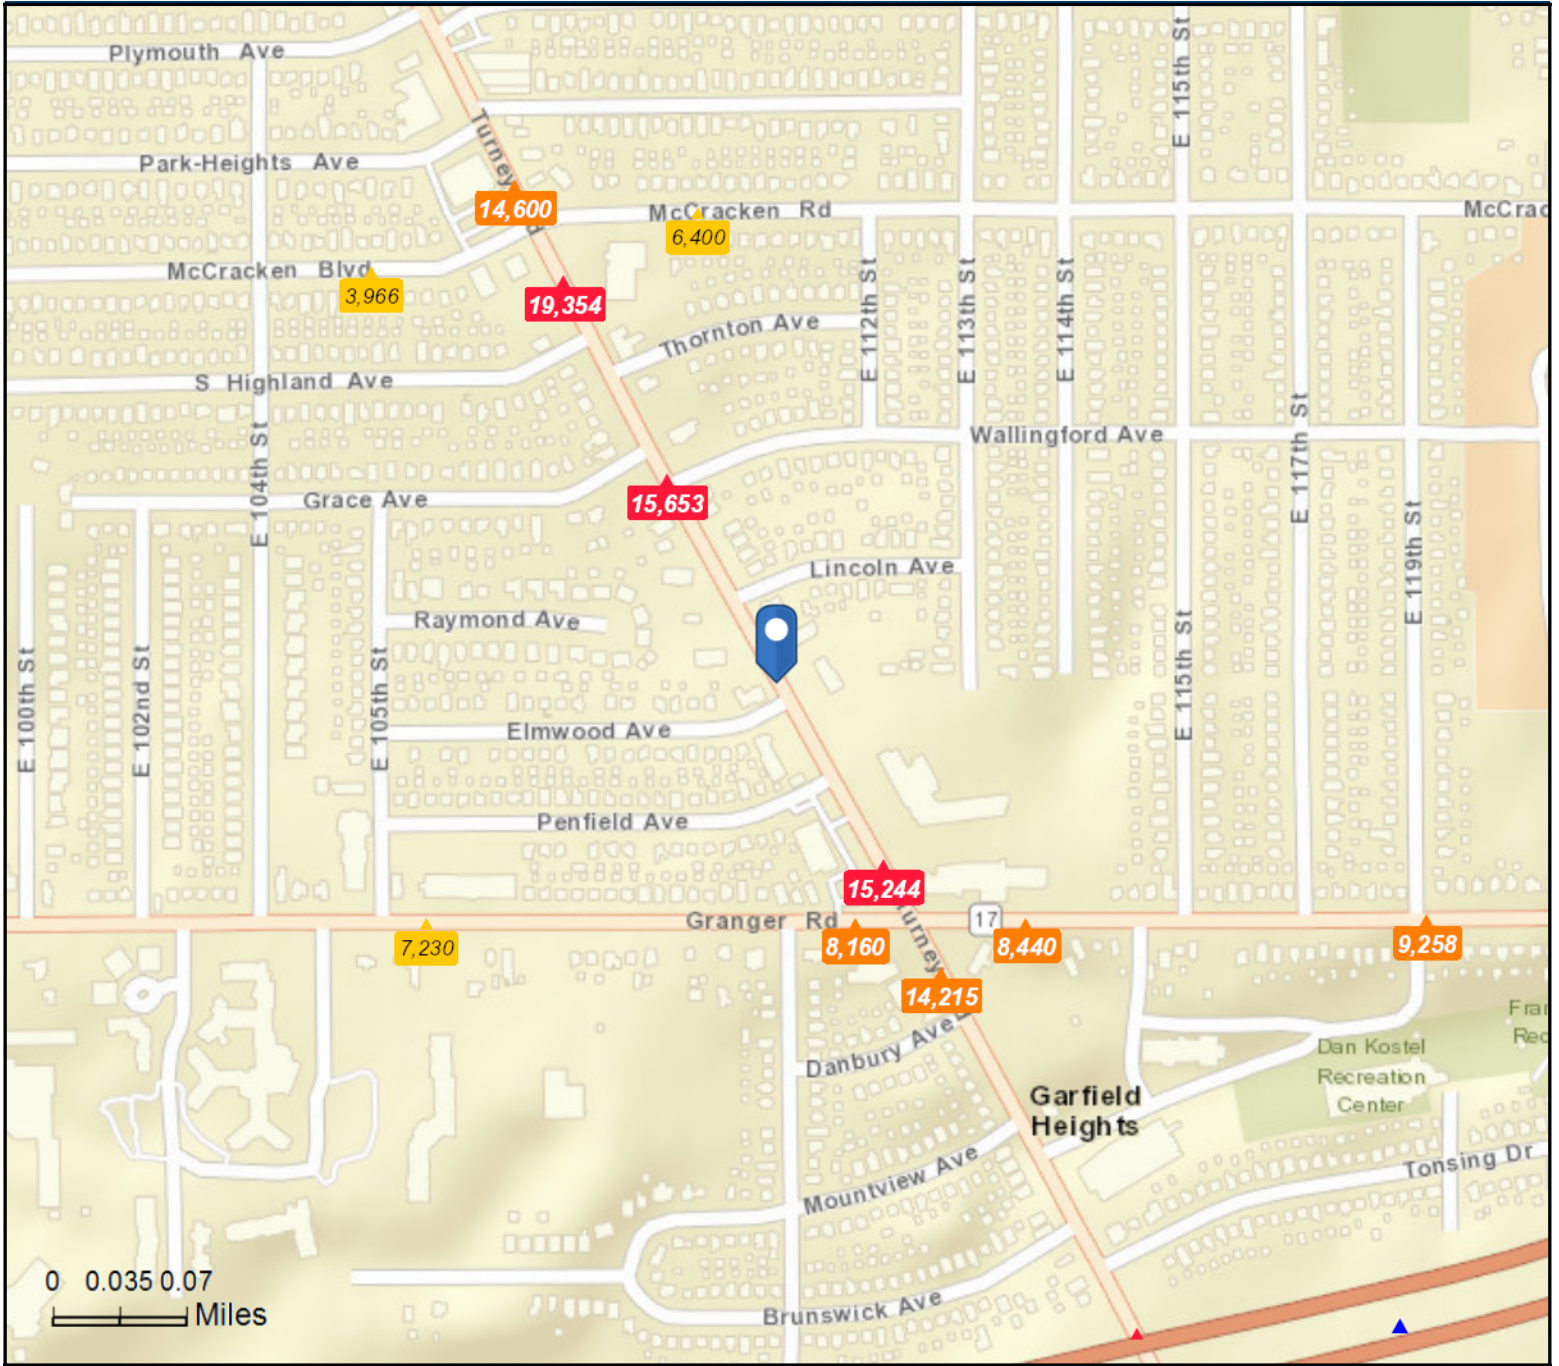 Plymouth Ave
E 115th St
Turney Rd
Park-Heights Ave
14,600
McCracken Rd
McCrac
6,400
McCracken Blvd
3,966
19,354
Thornton Ave
E 112th St
E 113th St
E 114th St
S Highland Ave
E 104th St
Wallingford Ave
E 117th St
Grace Ave
15,653
E 119th St
Lincoln Ave
Raymond Ave
E 100th St
E 102nd St
E 105th St
E 115th St
Elmwood Ave
Penfield Ave
15,244
Granger Rd
17
Turney R
7,230
8,160
8,440
9,258
14,215
Danbury Ave
Fran
Rec
Dan Kostel
Recreation
Center
Garfield
Heights
Mountview Ave
Tonsing Dr
0 0.035 0.07
Miles
Brunswick Ave